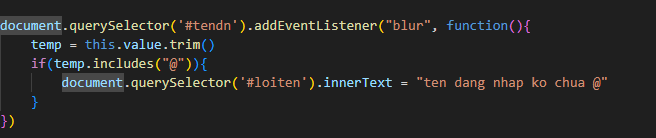 document.querySelector('#tendn').addEventListener("blur", function(){
    temp = this.value.trim()
    if(temp.includes("@")){
        document.querySelector('#loiten').innerText = "ten dang nhap ko chua @"
    }
})